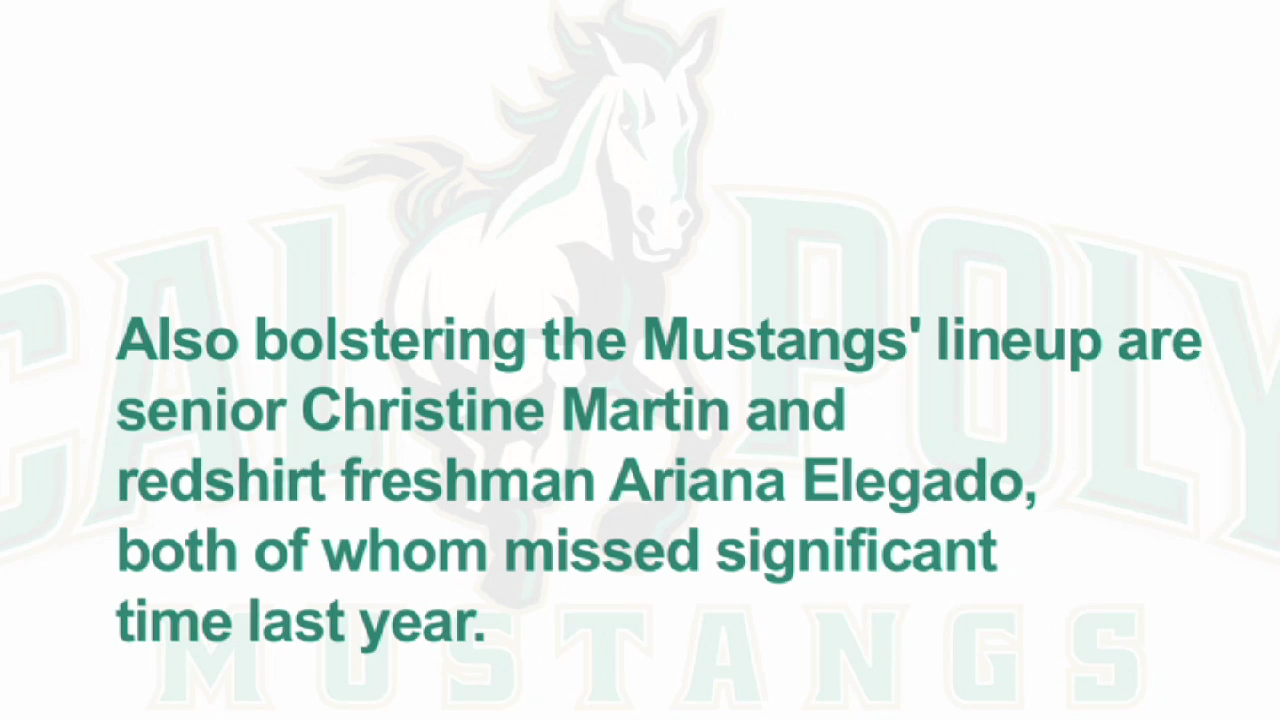 CAL POLY
Also bolstering the Mustangs' lineup are
senior Christine Martin and
redshirt freshman Ariana Elegado,
both of whom missed significant
time last year.
MUSTANGS